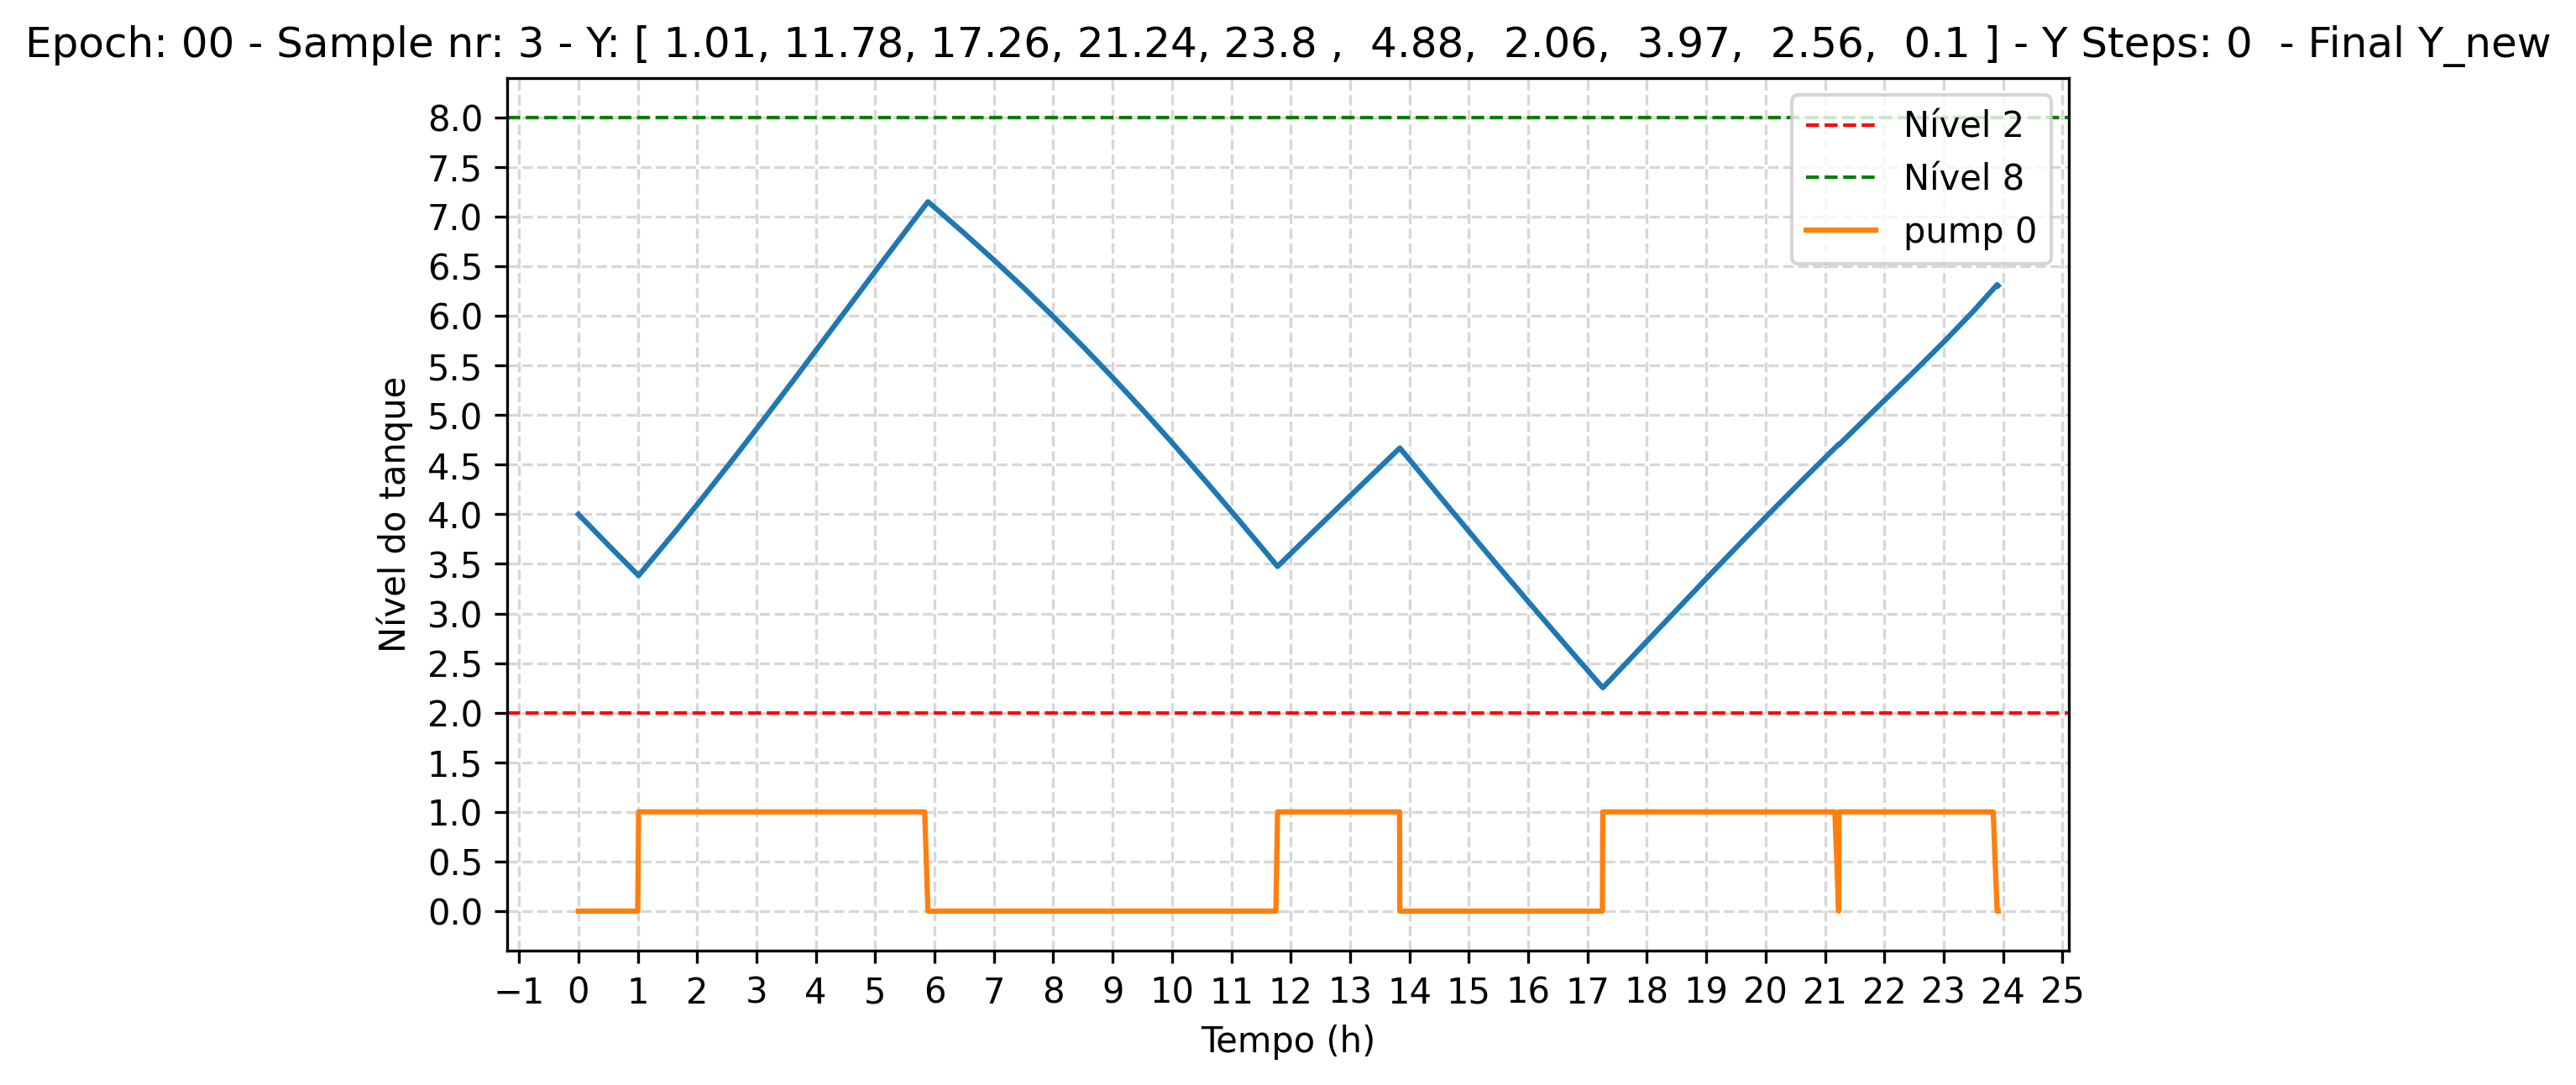 Epoch: 00 - Sample nr: 3 - Y: [ 1.01, 11.78, 17.26, 21.24, 23.8 ,  4.88,  2.06,  3.97,  2.56,  0.1 ] - Y Steps: 0  - Final Y_new
Nível 2
Nível 8
pump 0
8.0
7.5
7.0
6.5
6.0
5.5
5.0
4.5
4.0
3.5
3.0
2.5
2.0
1.5
1.0
0.5
0.0
Nível do tanque
−1 0 1 2 3 4 5 6 7 8 9 10 11 12 13 14 15 16 17 18 19 20 21 22 23 24 25
Tempo (h)